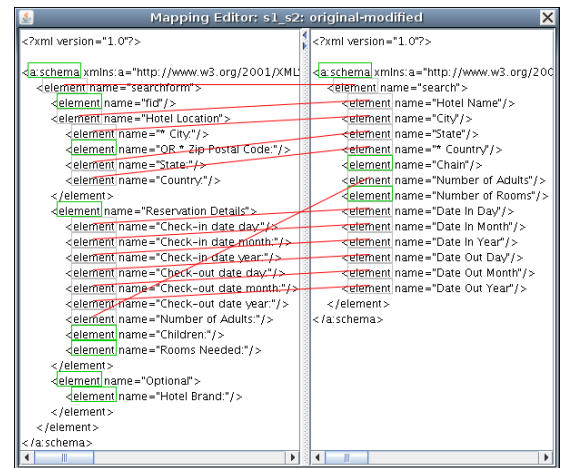 Mapping Editor: s1_s2: original-modified
<?xml version="1.0"?>
<a:schema xmlns:a="http://www.w3.org/2001/XML
<element name="searchform">
<element name="fid"/>
<element name="Hotel Location">
<element name="* City:"/>
<element name="OR * Zip Postal Code:"/>
<element name="State:"/>
<element name="Country:"/>
</element>
<element name="Reservation Details">
<element name="Check-in date day:"/>
<element name="Check-in date month:"/>
<element name="Check-in date year:"/>
<element name="Check-out date day:"/>
<element name="Check-out date month:"/>
<element name="Check-out date year:"/>
<element name="Number of Adults:"/>
<element name="Children:"/>
<element name="Rooms Needed:"/>
</element>
<element name="Optional">
<element name="Hotel Brand:"/>
</element>
</element>
</a:schema>
<?xml version="1.0"?>
<a:schema xmlns:a="http://www.w3.org/200
<element name="search">
<element name="Hotel Name"/>
<element name="City"/>
<element name="State"/>
<element name="* Country"/>
<element name="Chain"/>
<element name="Number of Adults"/>
<element name="Number of Rooms"/>
<element name="Date In Day"/>
<element name="Date In Month"/>
<element name="Date In Year"/>
<element name="Date Out Day"/>
<element name="Date Out Month"/>
<element name="Date Out Year"/>
</element>
</a:schema>